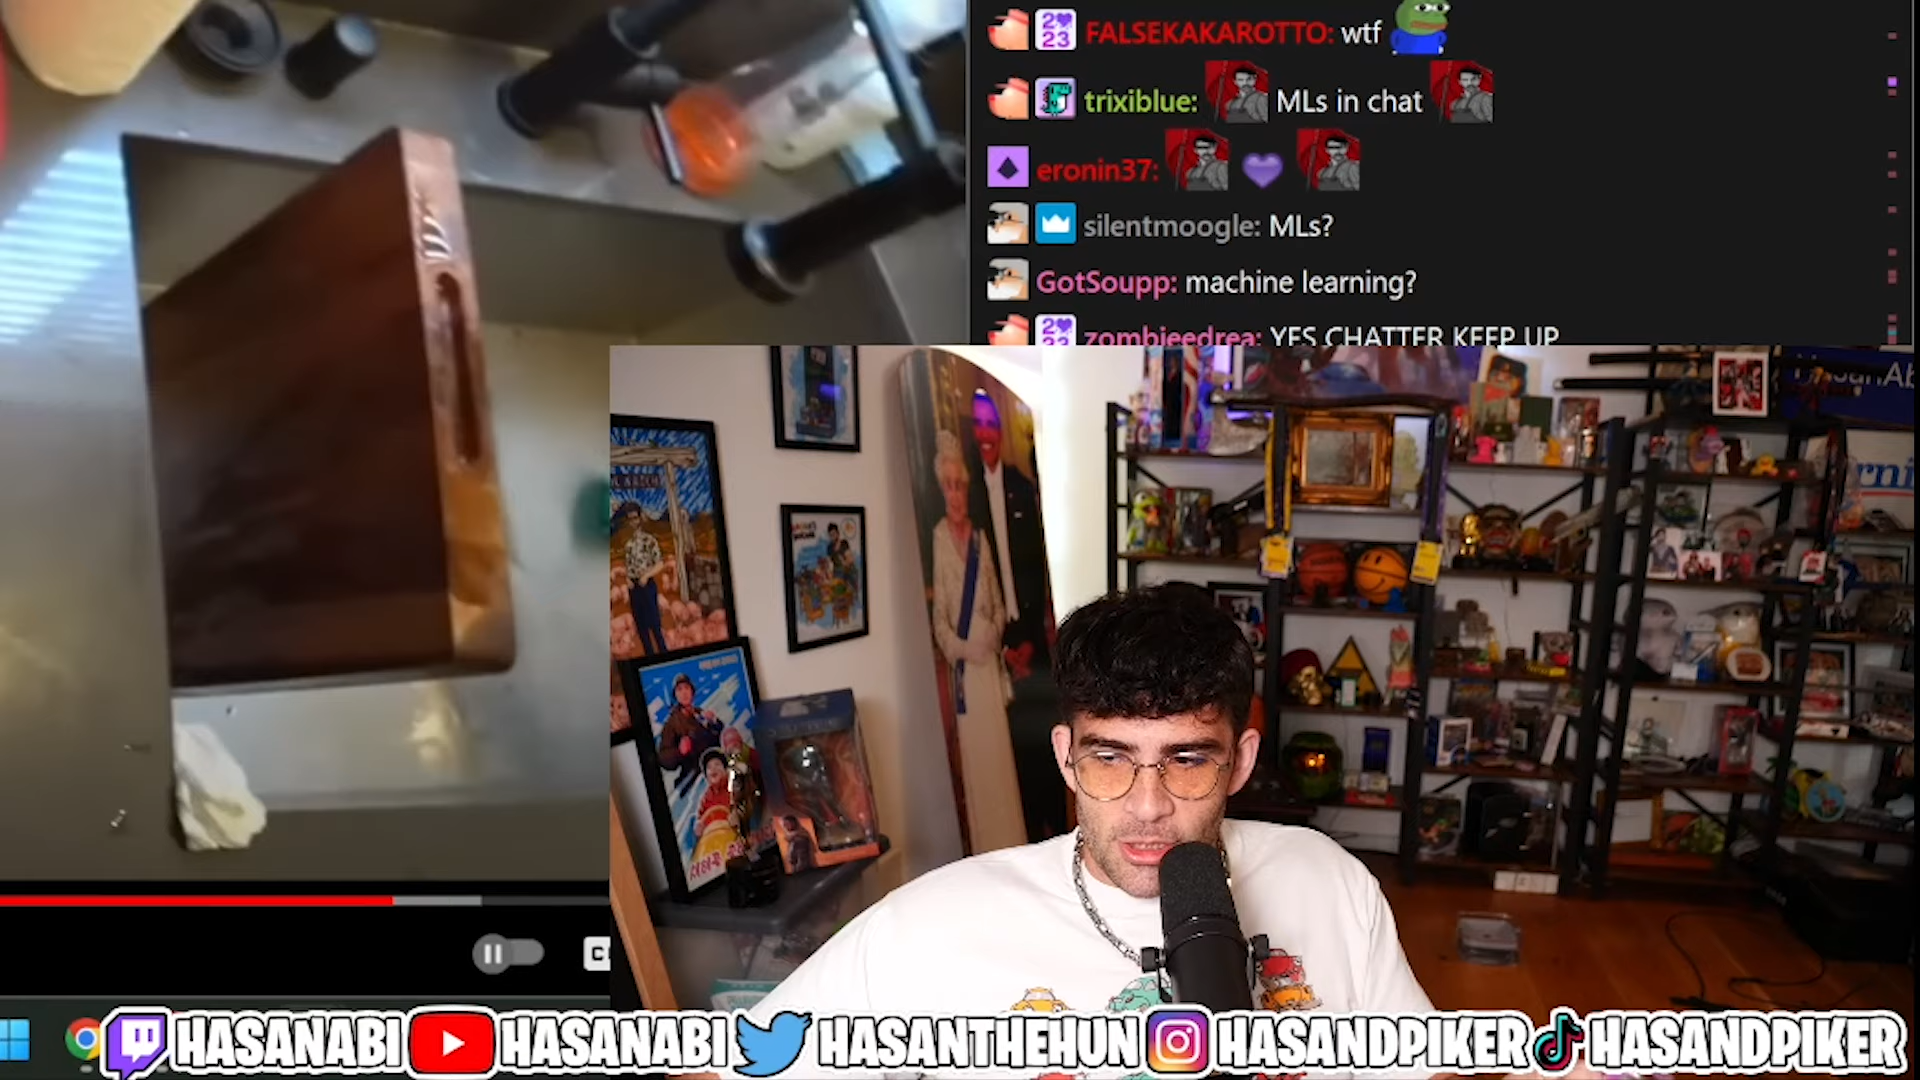 FALSEKAKAROTTO: wtf
trixiblue: MLs in chat
eronin37:
silentmoogle: MLs?
GotSoupp: machine learning?
zombieedrea: YES CHATTER KEEP UP
HASANABI HASANABI HASANTHEHUN HASANDPIKER HASANDPIKER